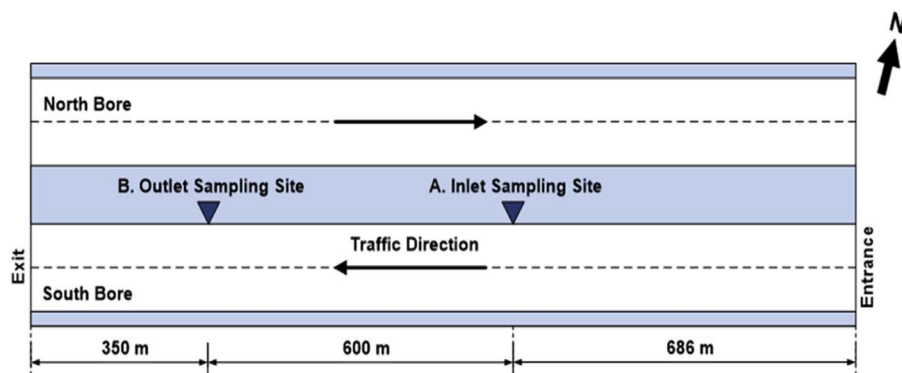 N
North Bore
B. Outlet Sampling Site
A. Inlet Sampling Site
Traffic Direction
Exit
Entrance
South Bore
350 m
600 m
686 m